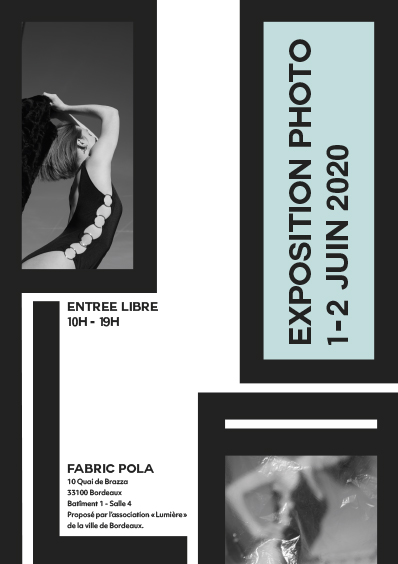 EXPOSITION PHOTO
1-2 JUIN 2020
ENTREE LIBRE
10H - 19H
FABRIC POLA
10 Quai de Brazza
33100 Bordeaux
Batîment 1 - Salle 4
Proposé par l'association « Lumière »
de la ville de Bordeaux.